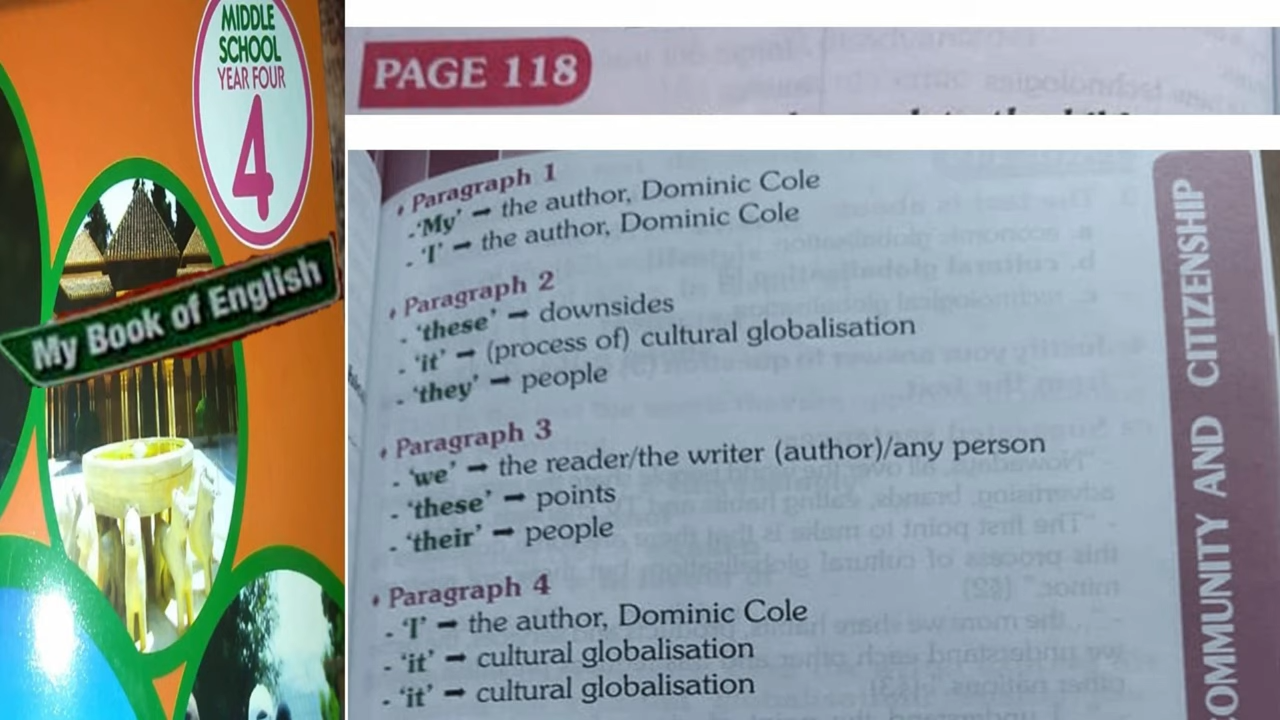 MIDDLE
SCHOOL
YEAR FOUR
4
My Book of English
PAGE 118
• Paragraph 1
- 'My' → the author, Dominic Cole
- 'I' → the author, Dominic Cole
• Paragraph 2
- 'these' → downsides
- 'it' → (process of) cultural globalisation
- 'they' → people
• Paragraph 3
- 'we' → the reader/the writer (author)/any person
- 'these' → points
- 'their' → people
• Paragraph 4
- 'I' → the author, Dominic Cole
- 'it' → cultural globalisation
- 'it' → cultural globalisation
AND CITIZENSHIP